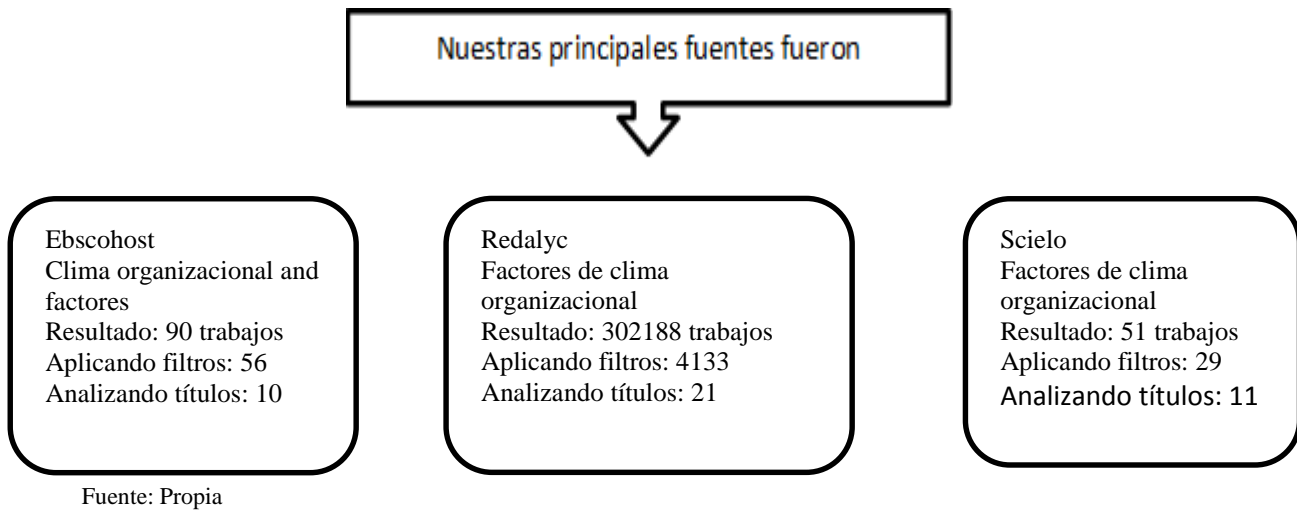 Nuestras principales fuentes fueron
Ebscohost
Clima organizacional and
factores
Resultado: 90 trabajos
Aplicando filtros: 56
Analizando títulos: 10
Redalyc
Factores de clima
organizacional
Resultado: 302188 trabajos
Aplicando filtros: 4133
Analizando títulos: 21
Scielo
Factores de clima
organizacional
Resultado: 51 trabajos
Aplicando filtros: 29
Analizando títulos: 11
Fuente: Propia